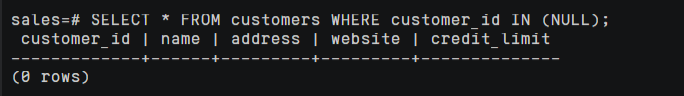 sales=# SELECT * FROM customers WHERE customer_id IN (NULL);
 customer_id | name | address | website | credit_limit
-------------+------+---------+---------+--------------
(0 rows)